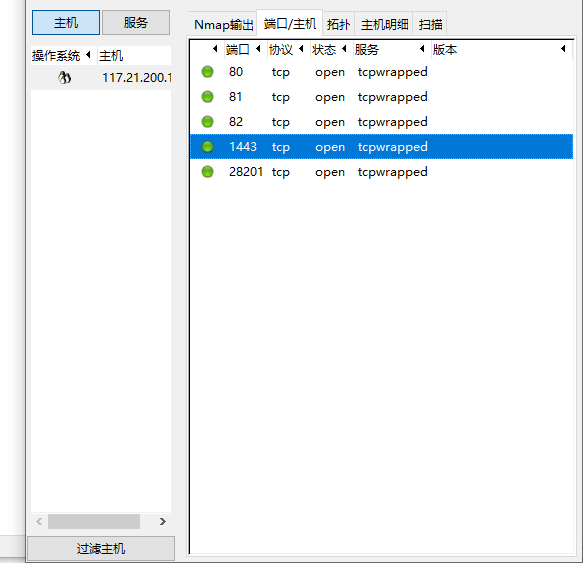 主机 服务
Nmap输出 端口/主机 拓扑 主机明细 扫描
操作系统 主机
117.21.200.1
端口 协议 状态 服务 版本
80 tcp open tcpwrapped
81 tcp open tcpwrapped
82 tcp open tcpwrapped
1443 tcp open tcpwrapped
28201 tcp open tcpwrapped
过滤主机